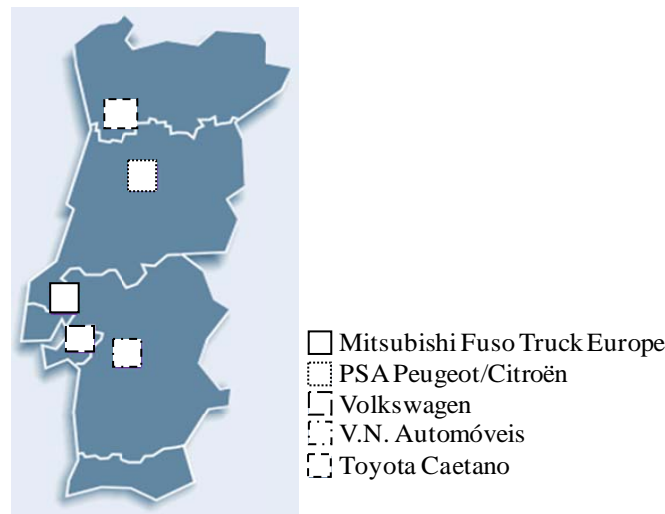 Mitsubishi Fuso Truck Europe
PSA Peugeot/Citroën
Volkswagen
V.N. Automóveis
Toyota Caetano